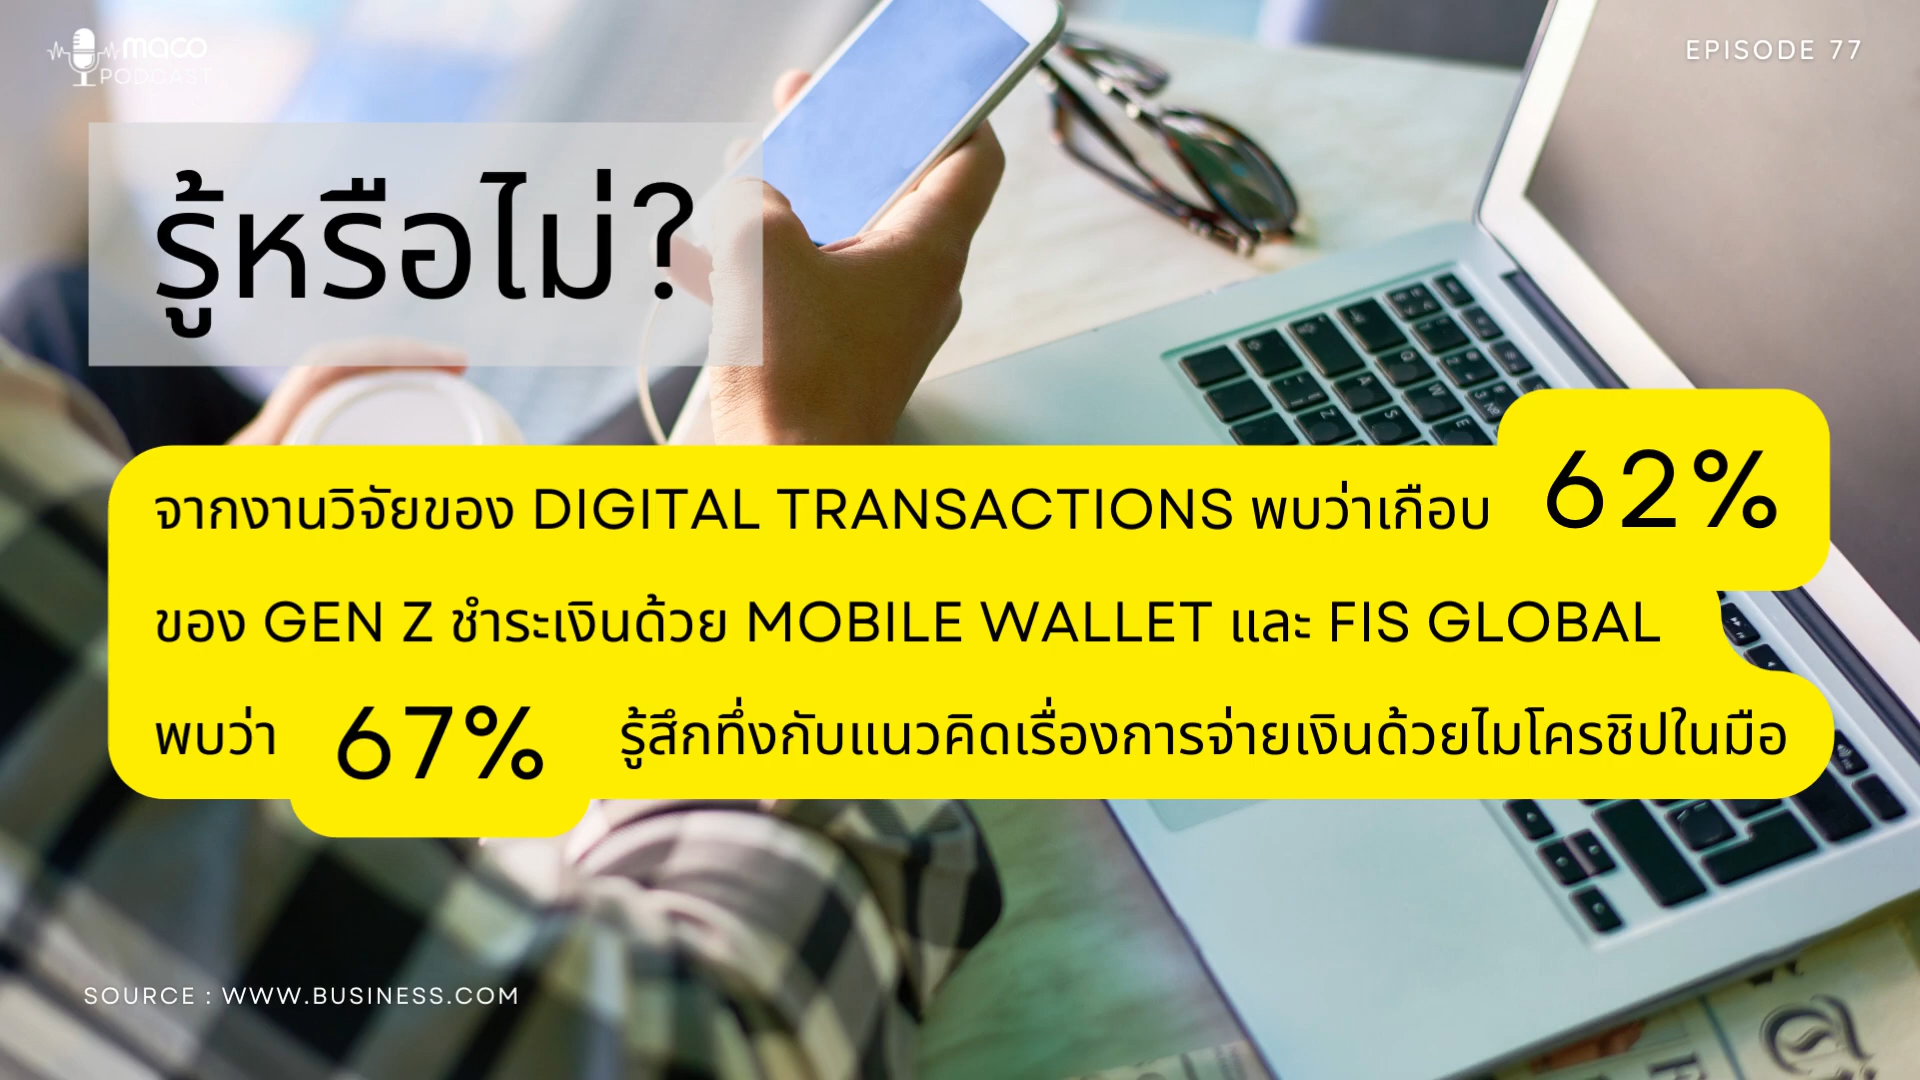 maco
PODCAST
EPISODE 77
รู้หรือไม่?
จากงานวิจัยของ DIGITAL TRANSACTIONS พบว่าเกือบ 62%
ของ GEN Z ชำระเงินด้วย MOBILE WALLET และ FIS GLOBAL
พบว่า 67% รู้สึกทึ่งกับแนวคิดเรื่องการจ่ายเงินด้วยไมโครชิปในมือ
SOURCE : WWW.BUSINESS.COM